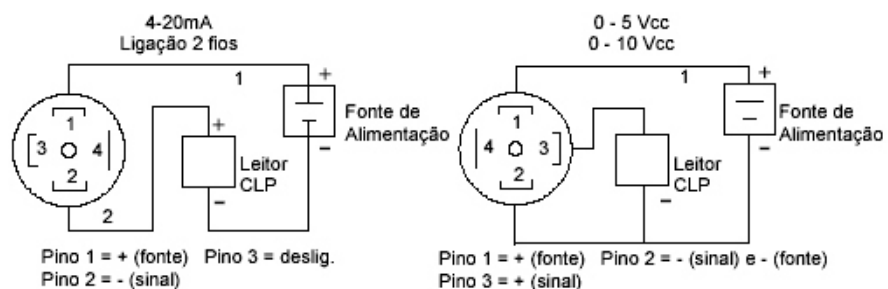 4-20mA
Ligação 2 fios
1
+
Fonte de
Alimentação
−
1
3
4
2
+
Leitor
CLP
−
2
Pino 1 = + (fonte) Pino 3 = deslig.
Pino 2 = - (sinal)
0 - 5 Vcc
0 - 10 Vcc
1
+
Fonte de
Alimentação
−
1
4
3
2
Leitor
CLP
−
Pino 1 = + (fonte) Pino 2 = - (sinal) e - (fonte)
Pino 3 = + (sinal)